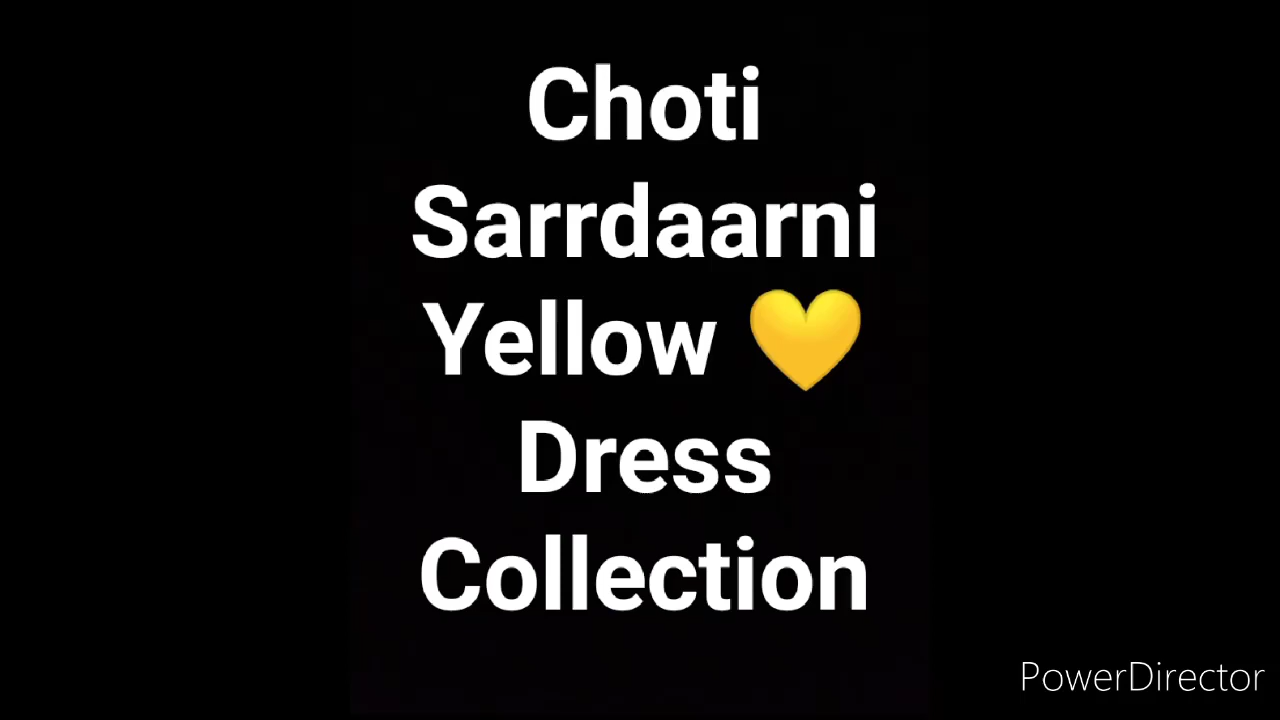 Choti
Sarrdaarni
Yellow 💛
Dress
Collection
PowerDirector